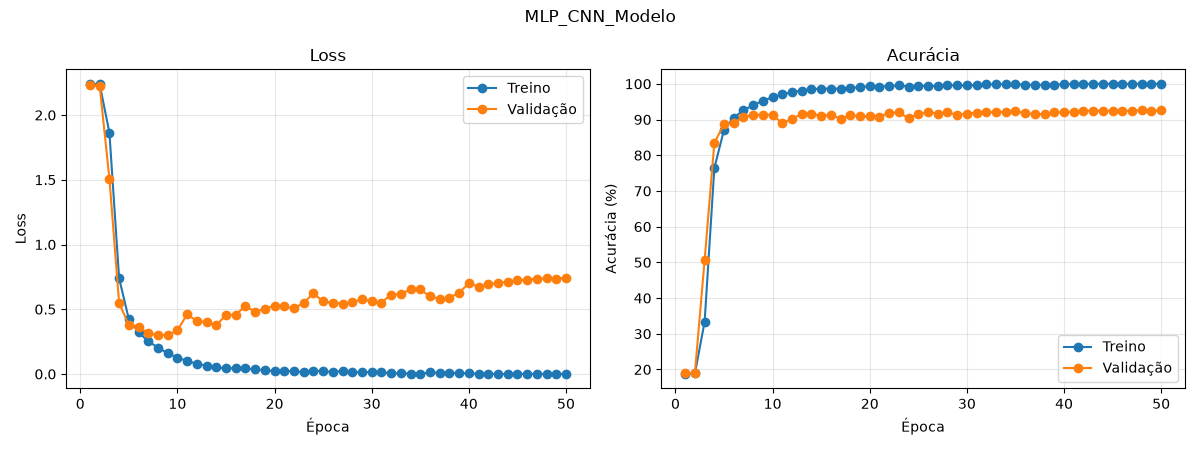 MLP_CNN_Modelo
Loss
Treino
Validação
2.0
1.5
1.0
0.5
0.0
Loss
0 10 20 30 40 50
Época
Acurácia
100
90
80
70
60
50
40
30
20
Acurácia (%)
Treino
Validação
0 10 20 30 40 50
Época